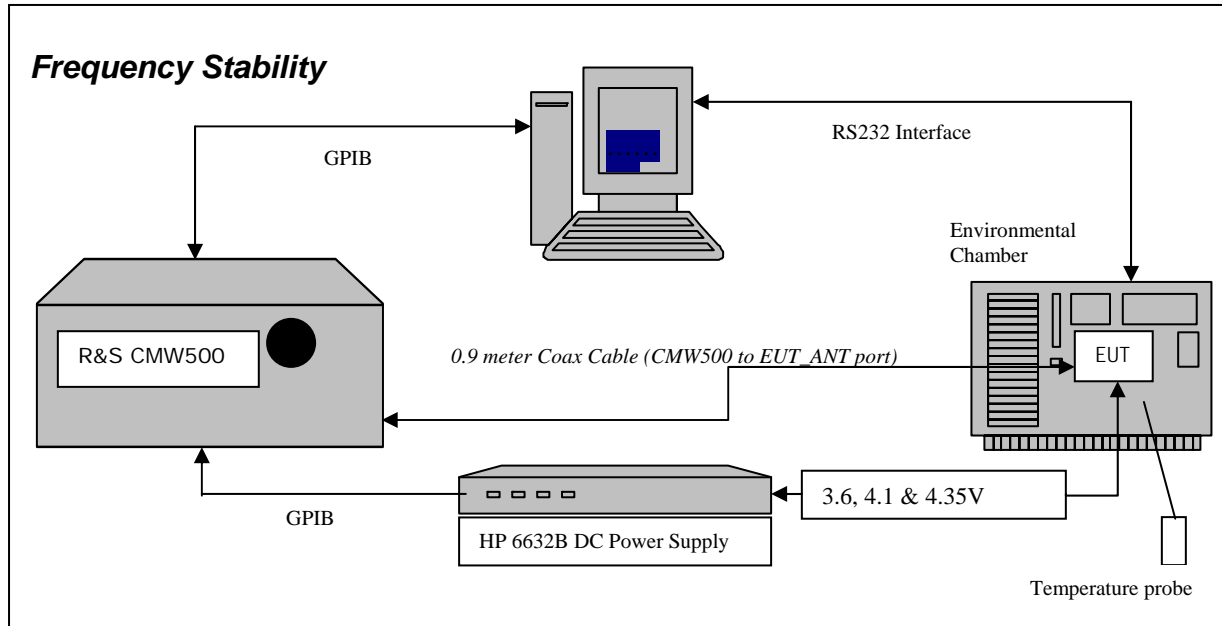 Frequency Stability
GPIB
RS232 Interface
Environmental
Chamber
R&S CMW500
0.9 meter Coax Cable (CMW500 to EUT_ANT port)
EUT
GPIB
3.6, 4.1 & 4.35V
HP 6632B DC Power Supply
Temperature probe